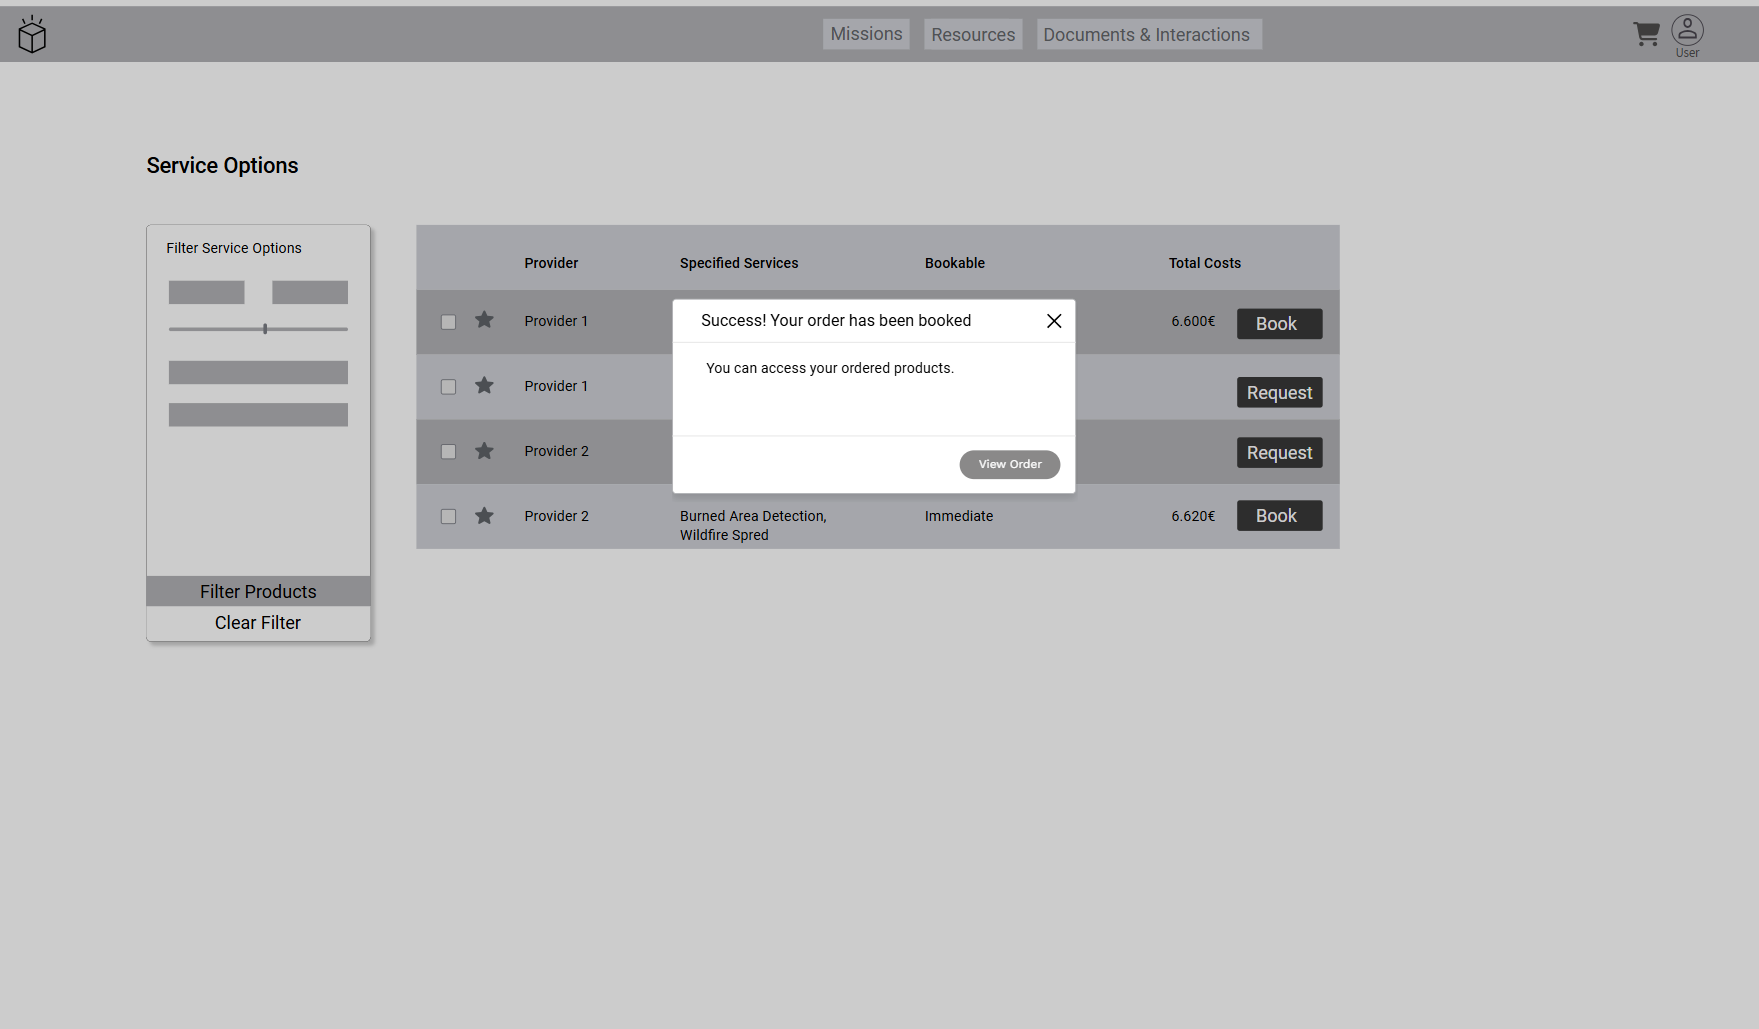 Missions Resources Documents & Interactions
User
Service Options
Filter Service Options
Filter Products
Clear Filter
Provider Specified Services Bookable Total Costs
Provider 1 6.600€ Book
Provider 1 Request
Provider 2 Request
Provider 2 Burned Area Detection, Immediate 6.620€ Book
Wildfire Spred
Success! Your order has been booked
You can access your ordered products.
View Order